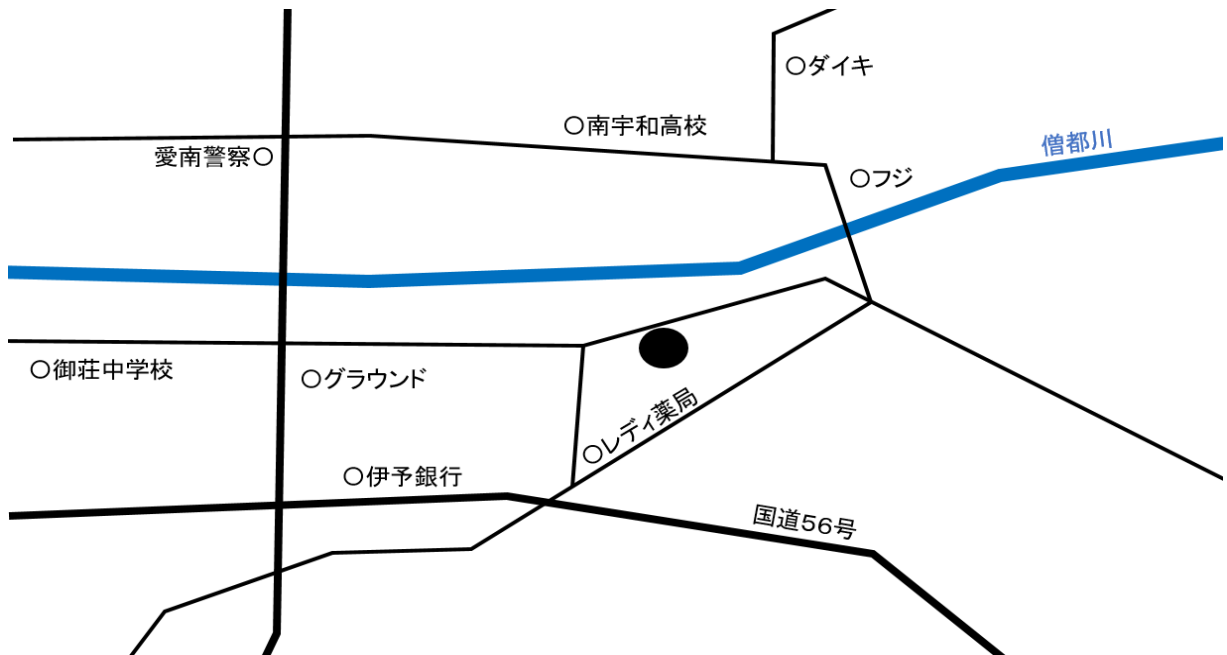 ○ダイキ
○南宇和高校
僧都川
愛南警察○
○フジ
○御荘中学校
○グラウンド
○レディ薬局
○伊予銀行
国道56号